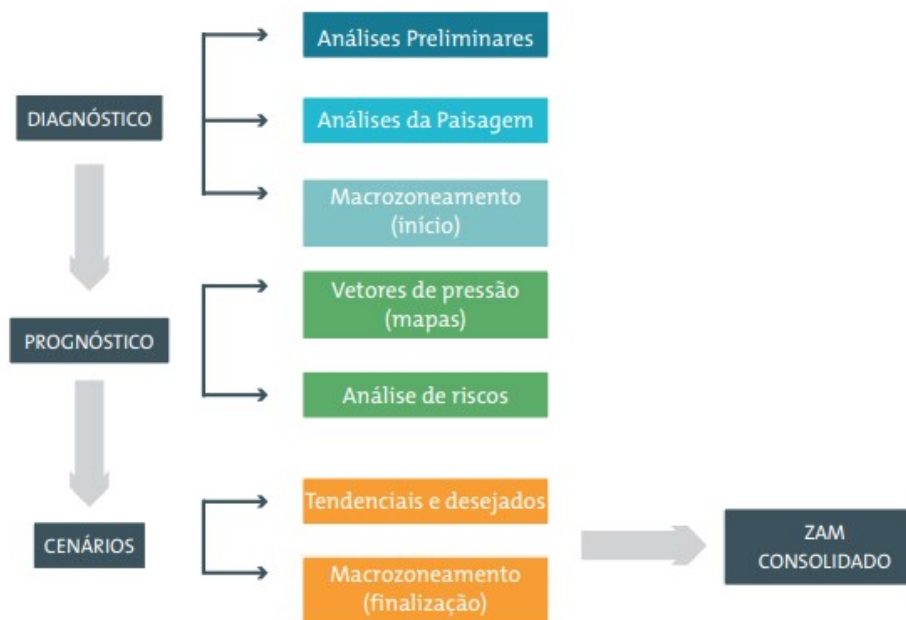 Análises Preliminares
DIAGNÓSTICO
Análises da Paisagem
Macrozoneamento
(início)
Vetores de pressão
(mapas)
PROGNÓSTICO
Análise de riscos
Tendenciais e desejados
CENÁRIOS
Macrozoneamento
(finalização)
ZAM
CONSOLIDADO